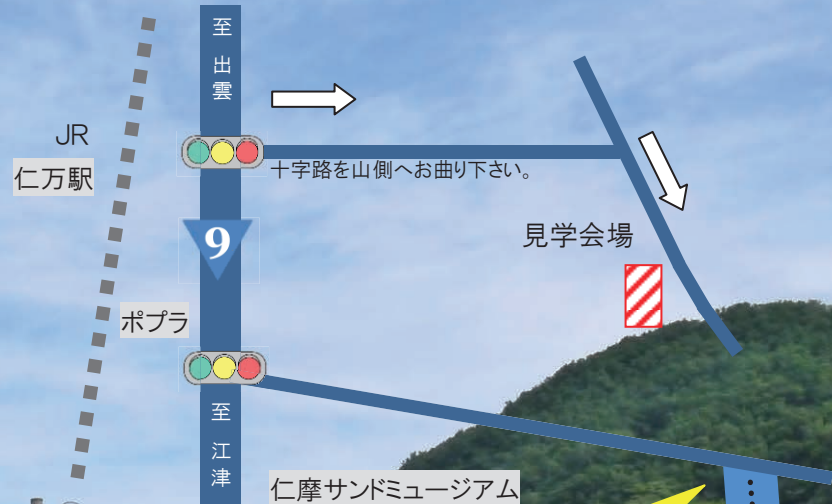 至 出雲
JR
仁万駅
十字路を山側へお曲り下さい。
9
見学会場
ポプラ
至 江津
仁摩サンドミュージアム